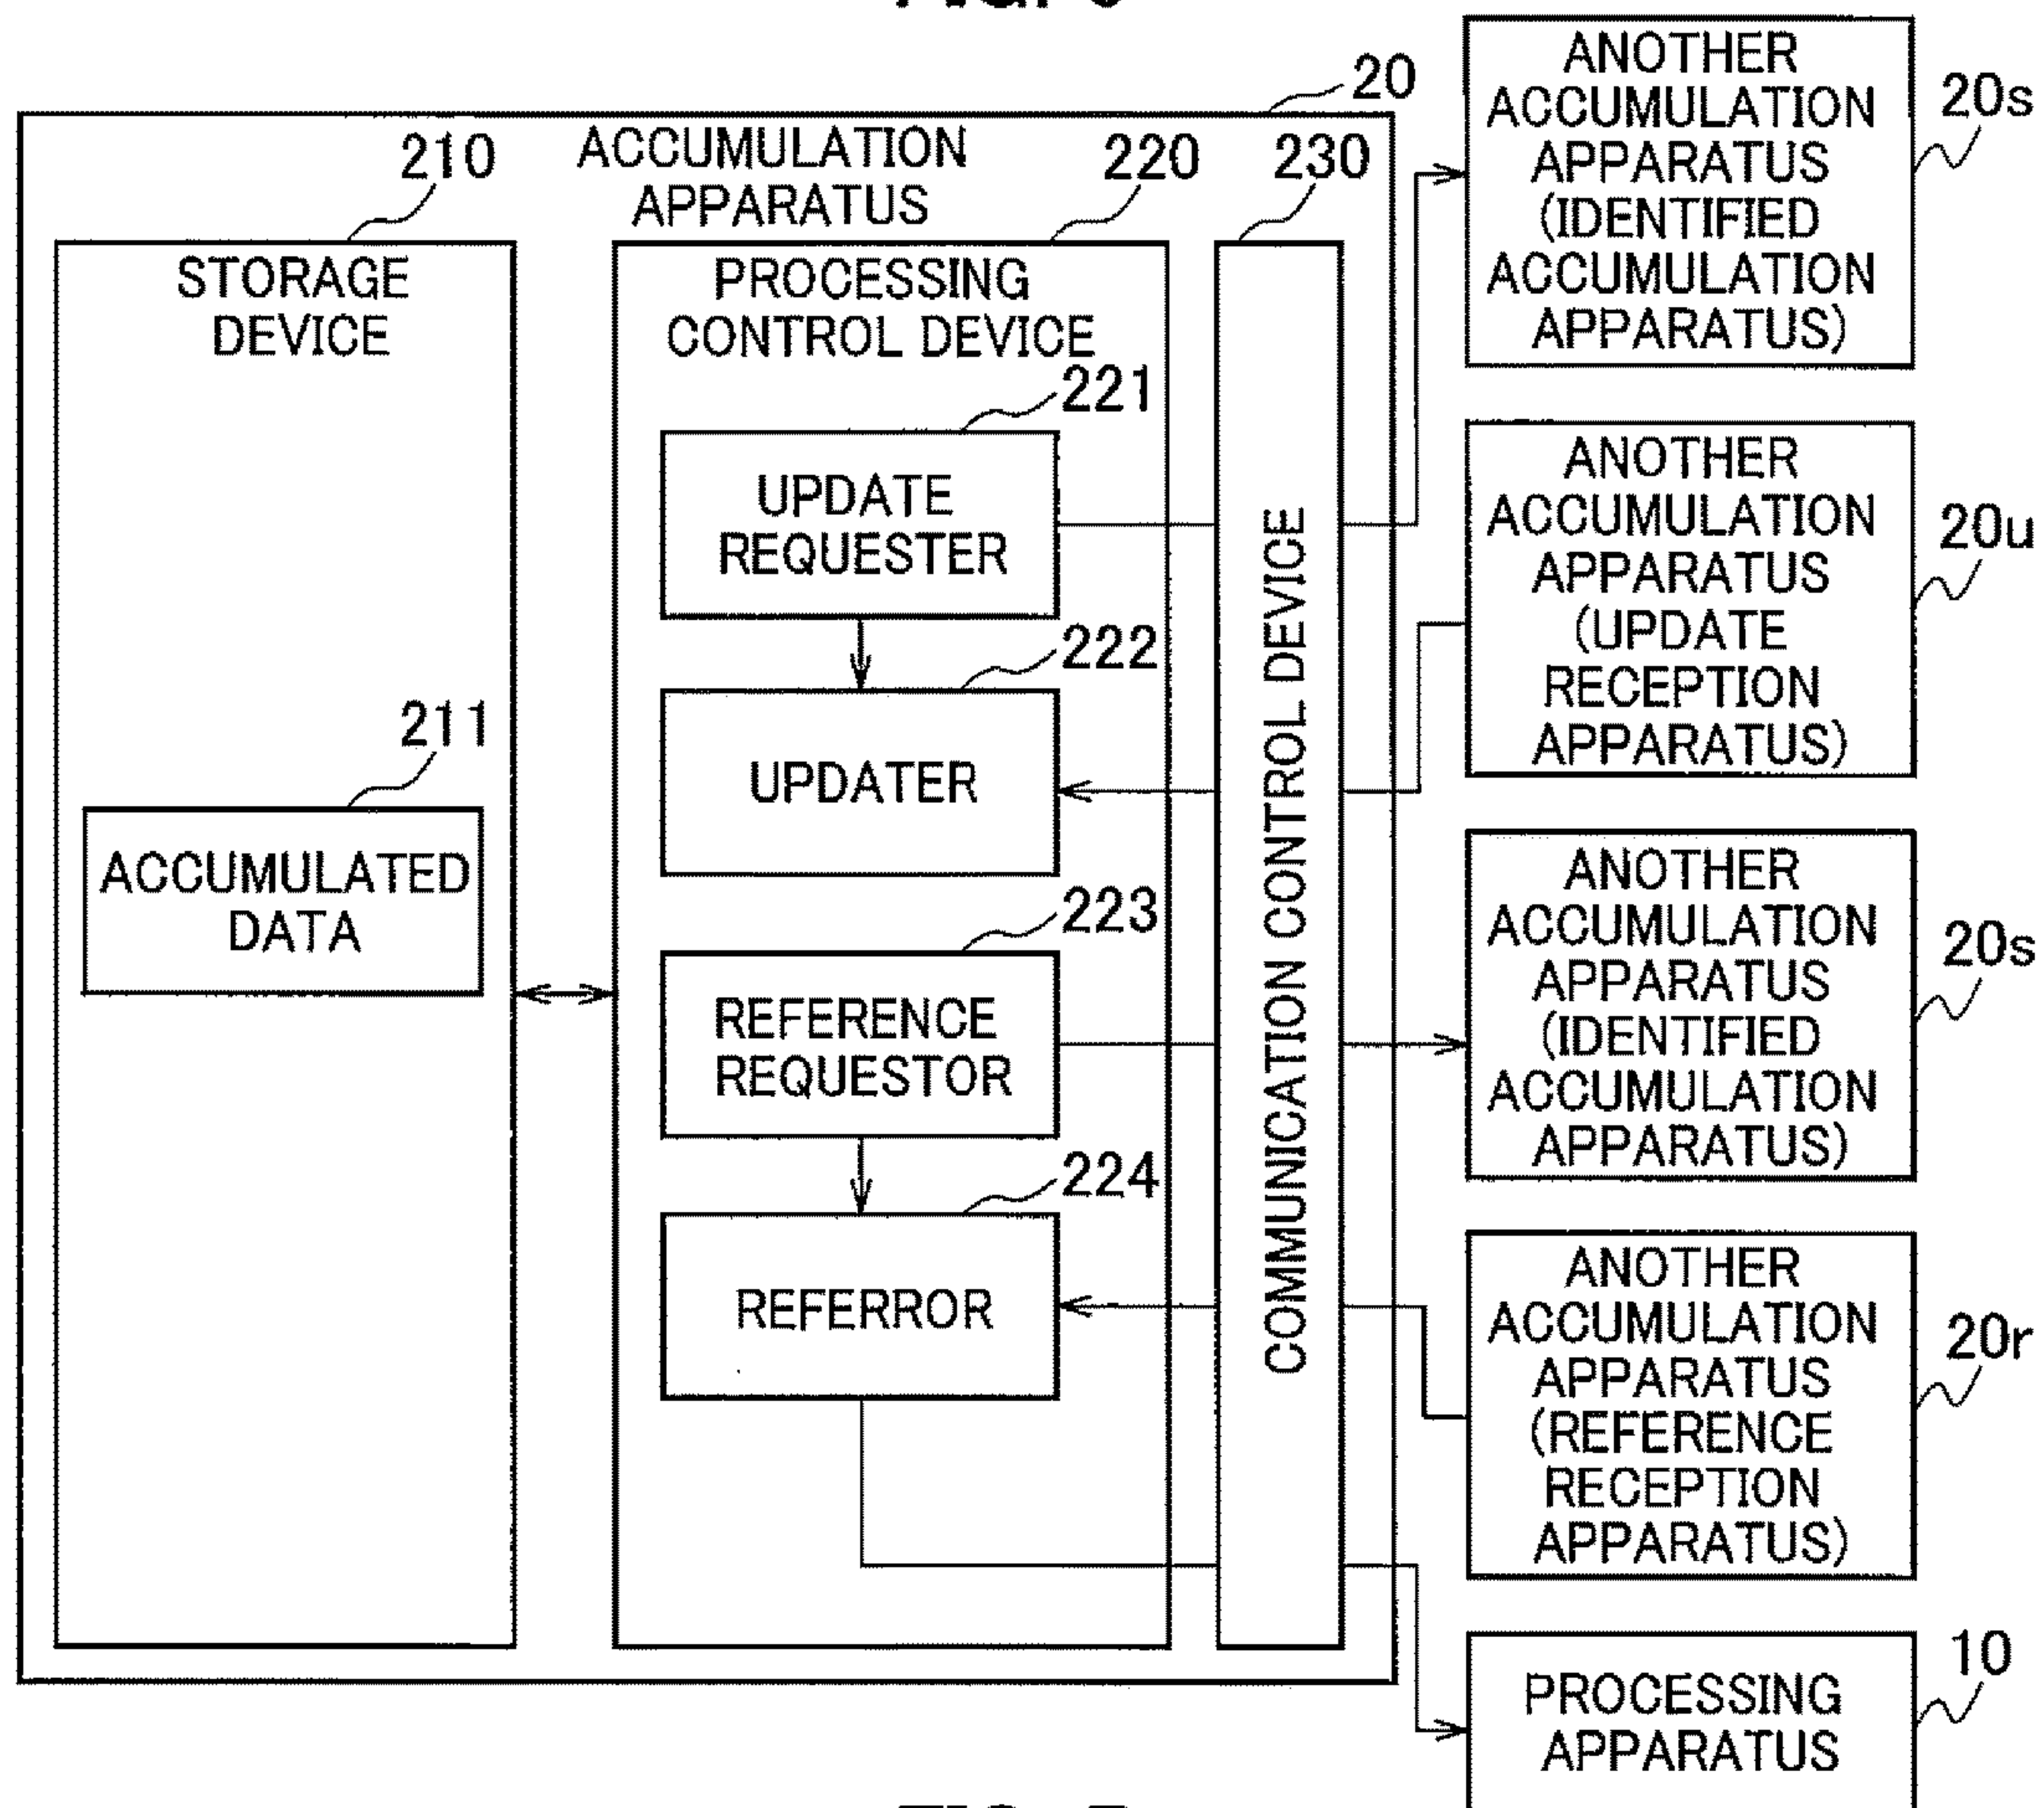 20
ACCUMULATION
APPARATUS
210
220
230
STORAGE
DEVICE
211
ACCUMULATED
DATA
PROCESSING
CONTROL DEVICE
221
UPDATE
REQUESTER
222
UPDATER
223
REFERENCE
REQUESTOR
224
REFERROR
COMMUNICATION CONTROL DEVICE
ANOTHER
ACCUMULATION
APPARATUS
(IDENTIFIED
ACCUMULATION
APPARATUS)
20s
ANOTHER
ACCUMULATION
APPARATUS
(UPDATE
RECEPTION
APPARATUS)
20u
ANOTHER
ACCUMULATION
APPARATUS
(IDENTIFIED
ACCUMULATION
APPARATUS)
20s
ANOTHER
ACCUMULATION
APPARATUS
(REFERENCE
RECEPTION
APPARATUS)
20r
PROCESSING
APPARATUS
10